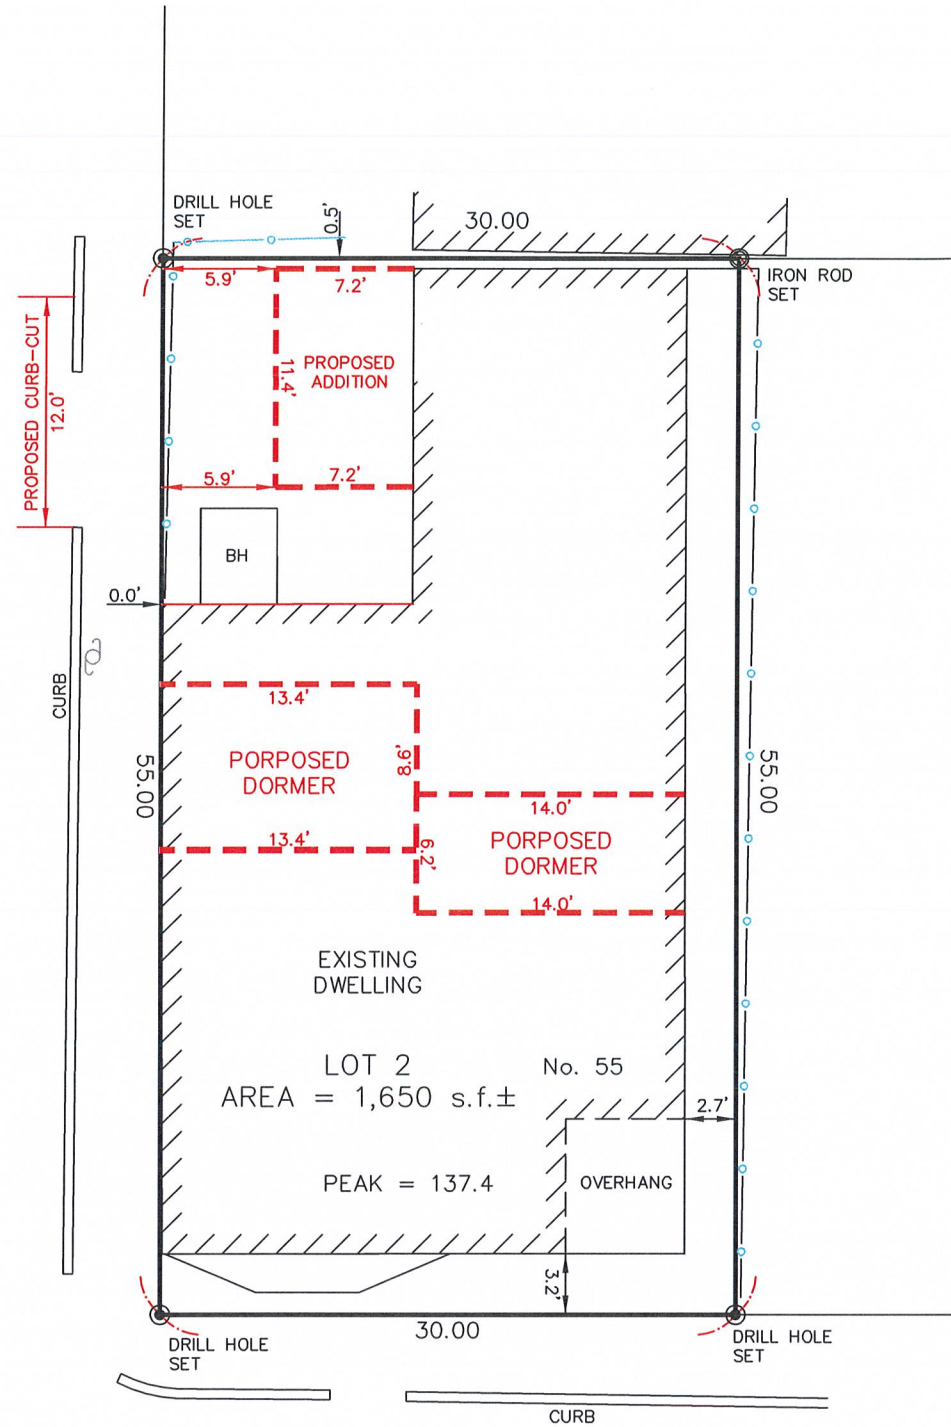 DRILL HOLE
SET
0.5'
30.00
5.9'
7.2'
IRON ROD
SET
PROPOSED CURB-CUT
12.0'
11.4'
PROPOSED
ADDITION
5.9'
7.2'
BH
0.0'
CURB
13.4'
PORPOSED
DORMER
8.6'
55.00
55.00
14.0'
13.4'
6.2'
PORPOSED
DORMER
14.0'
EXISTING
DWELLING
LOT 2
No. 55
AREA = 1,650 s.f.±
2.7'
PEAK = 137.4
OVERHANG
3.2'
30.00
DRILL HOLE
SET
DRILL HOLE
SET
CURB